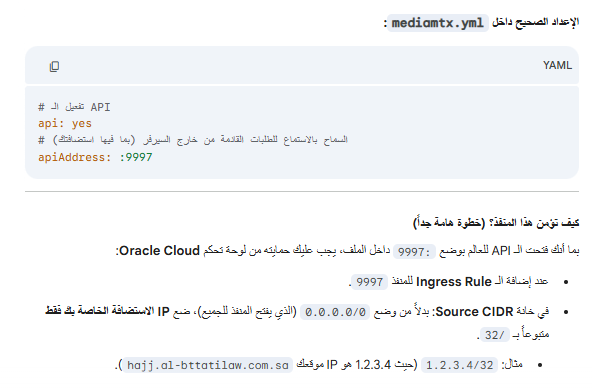 الإعداد الصحيح داخل mediamtx.yml :
YAML
# تفعيل الـ API
api: yes
# السماح بالاستماع للطلبات القادمة من خارج السيرفر (بما فيها استضافتك)
apiAddress: :9997
كيف تؤمن هذا المنفذ؟ (خطوة هامة جداً)
بما أنك فتحت الـ API للعالم بوضع :9997 داخل الملف، يجب عليك حمايته من لوحة تحكم Oracle Cloud:
• عند إضافة الـ Ingress Rule للمنفذ 9997 .
• في خانة Source CIDR: بدلاً من وضع 0.0.0.0/0 (الذي يفتح المنفذ للجميع)، ضع IP الاستضافة الخاصة بك فقط
متبوعاً بـ /32 .
• مثال: 1.2.3.4/32 (حيث 1.2.3.4 هو IP موقعك hajj.al-bttatilaw.com.sa ).